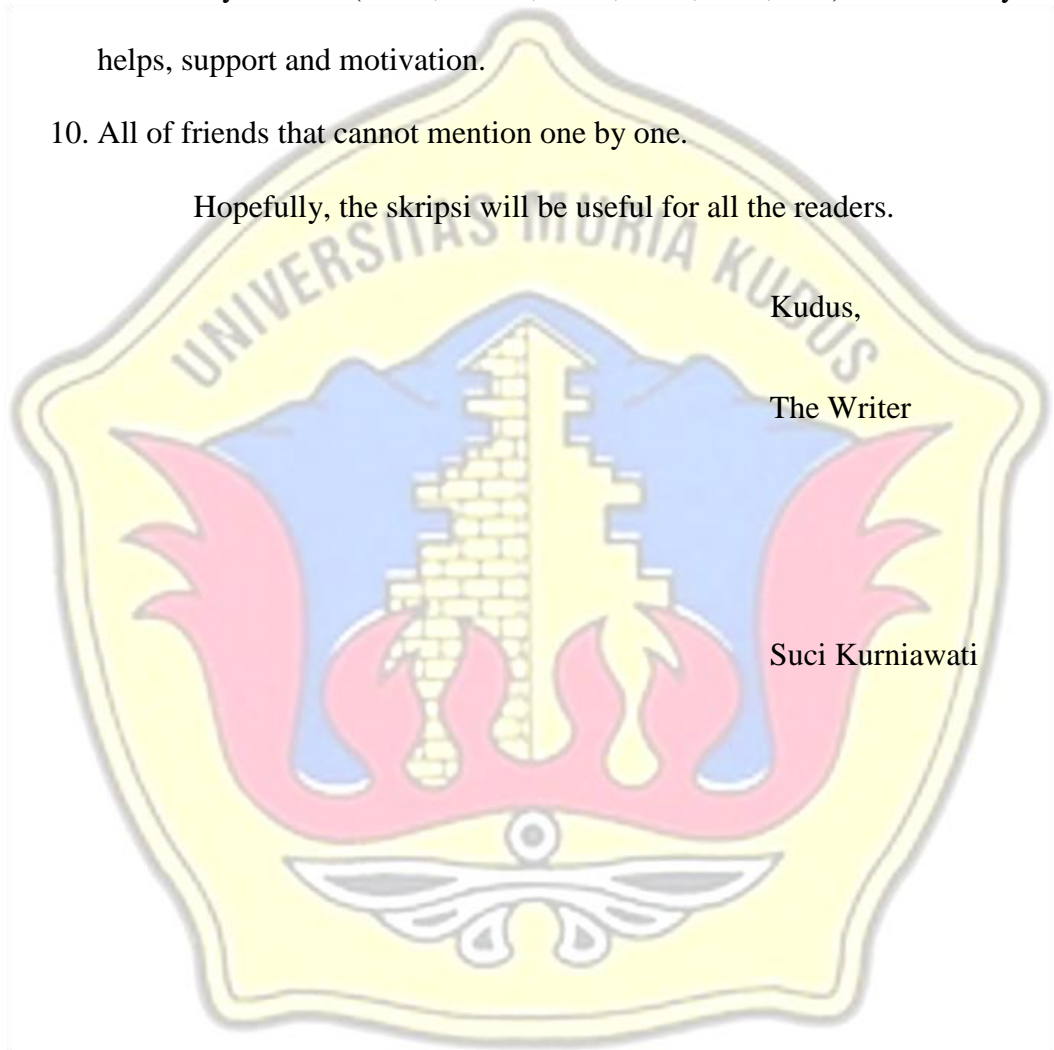 helps, support and motivation.
10. All of friends that cannot mention one by one.
Hopefully, the skripsi will be useful for all the readers.
UNIVERSITAS MURIA KUDUS
Kudus,
The Writer
Suci Kurniawati